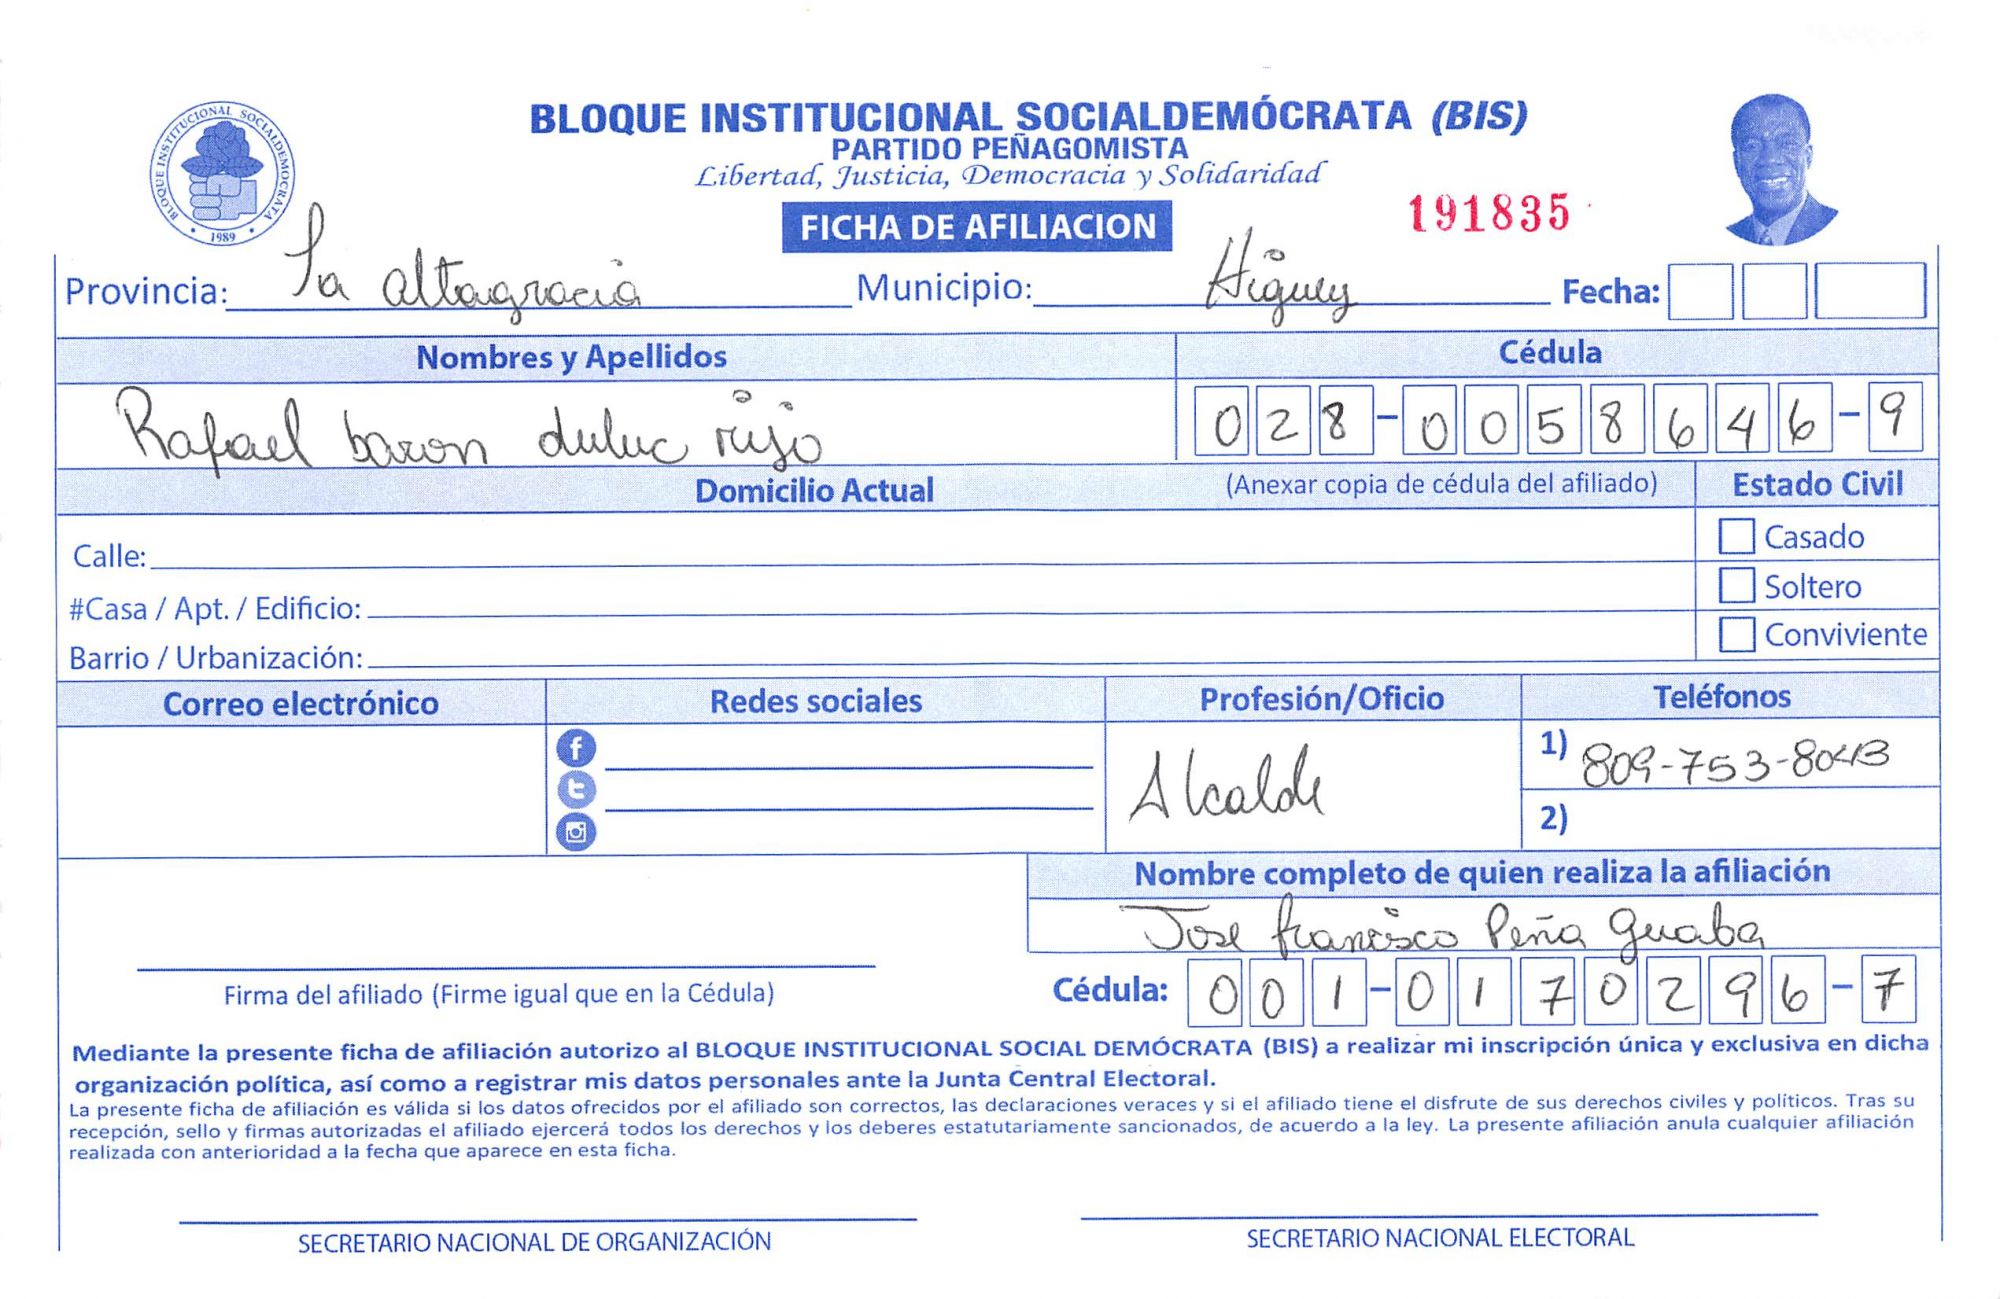 BLOQUE INSTITUCIONAL SOCIALDEMÓCRATA
1989
BLOQUE INSTITUCIONAL SOCIALDEMÓCRATA (BIS)
PARTIDO PEÑAGOMISTA
Libertad, Justicia, Democracia y Solidaridad
FICHA DE AFILIACION
191835
Provincia: La altagracia Municipio: Higuey Fecha:
Nombres y Apellidos Cédula
Rafael baron duluc rijo 028-0058646-9
Domicilio Actual (Anexar copia de cédula del afiliado) Estado Civil
Calle: Casado
#Casa / Apt. / Edificio: Soltero
Barrio / Urbanización: Conviviente
Correo electrónico Redes sociales Profesión/Oficio Teléfonos
Alcalde 1) 809-753-8043
2)
Nombre completo de quien realiza la afiliación
Jose francisco Peña guaba
Firma del afiliado (Firme igual que en la Cédula) Cédula: 001-0170296-7
Mediante la presente ficha de afiliación autorizo al BLOQUE INSTITUCIONAL SOCIAL DEMÓCRATA (BIS) a realizar mi inscripción única y exclusiva en dicha
organización política, así como a registrar mis datos personales ante la Junta Central Electoral.
La presente ficha de afiliación es válida si los datos ofrecidos por el afiliado son correctos, las declaraciones veraces y si el afiliado tiene el disfrute de sus derechos civiles y políticos. Tras su
recepción, sello y firmas autorizadas el afiliado ejercerá todos los derechos y los deberes estatutariamente sancionados, de acuerdo a la ley. La presente afiliación anula cualquier afiliación
realizada con anterioridad a la fecha que aparece en esta ficha.
SECRETARIO NACIONAL DE ORGANIZACIÓN SECRETARIO NACIONAL ELECTORAL